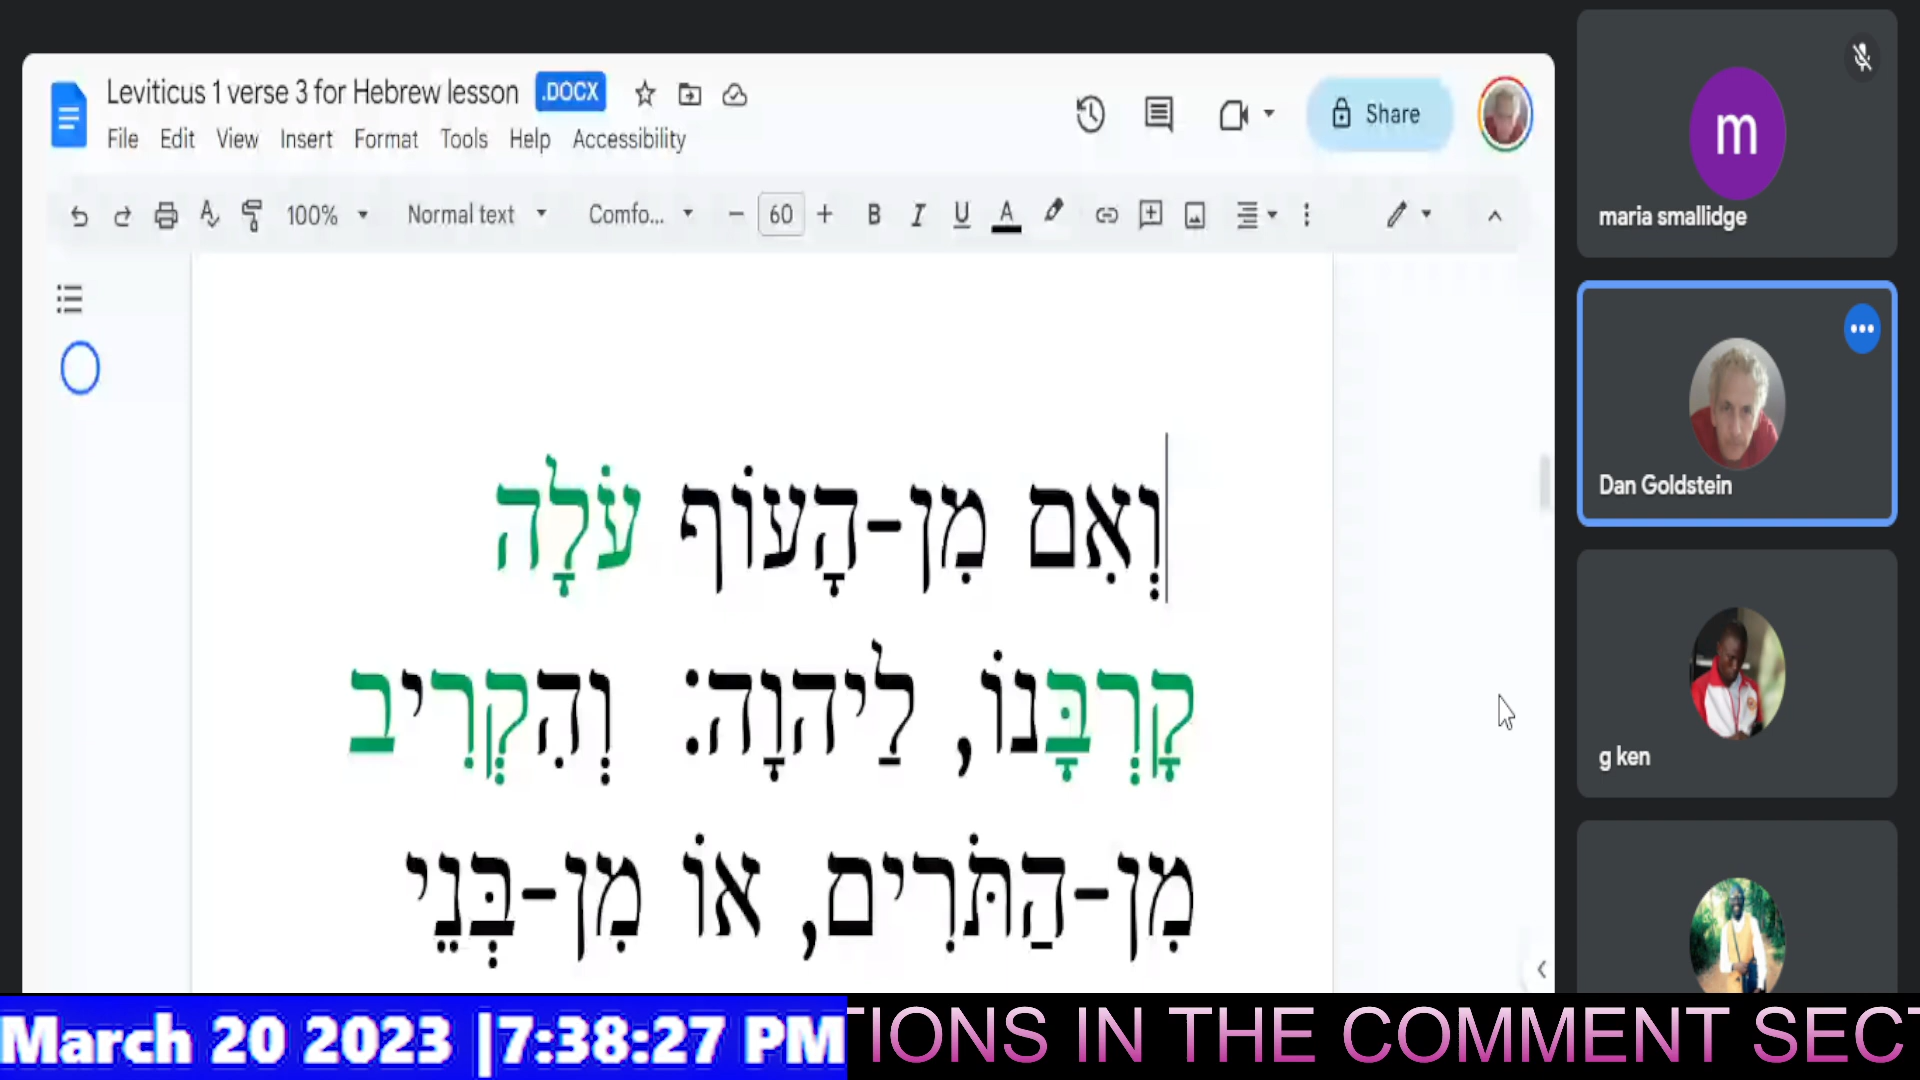 Leviticus 1 verse 3 for Hebrew lesson .DOCX
File Edit View Insert Format Tools Help Accessibility
Share
100% Normal text Comfo... 60 B I U A
וְאִם מִן-הָעוֹף עֹלָה
קָרְבָּנוֹ, לַיהוָה: וְהִקְרִיב
מִן-הַתֹּרִים, אוֹ מִן-בְּנֵי
m
maria smallidge
Dan Goldstein
g ken
March 20 2023 |7:38:27 PM
TIONS IN THE COMMENT SECT